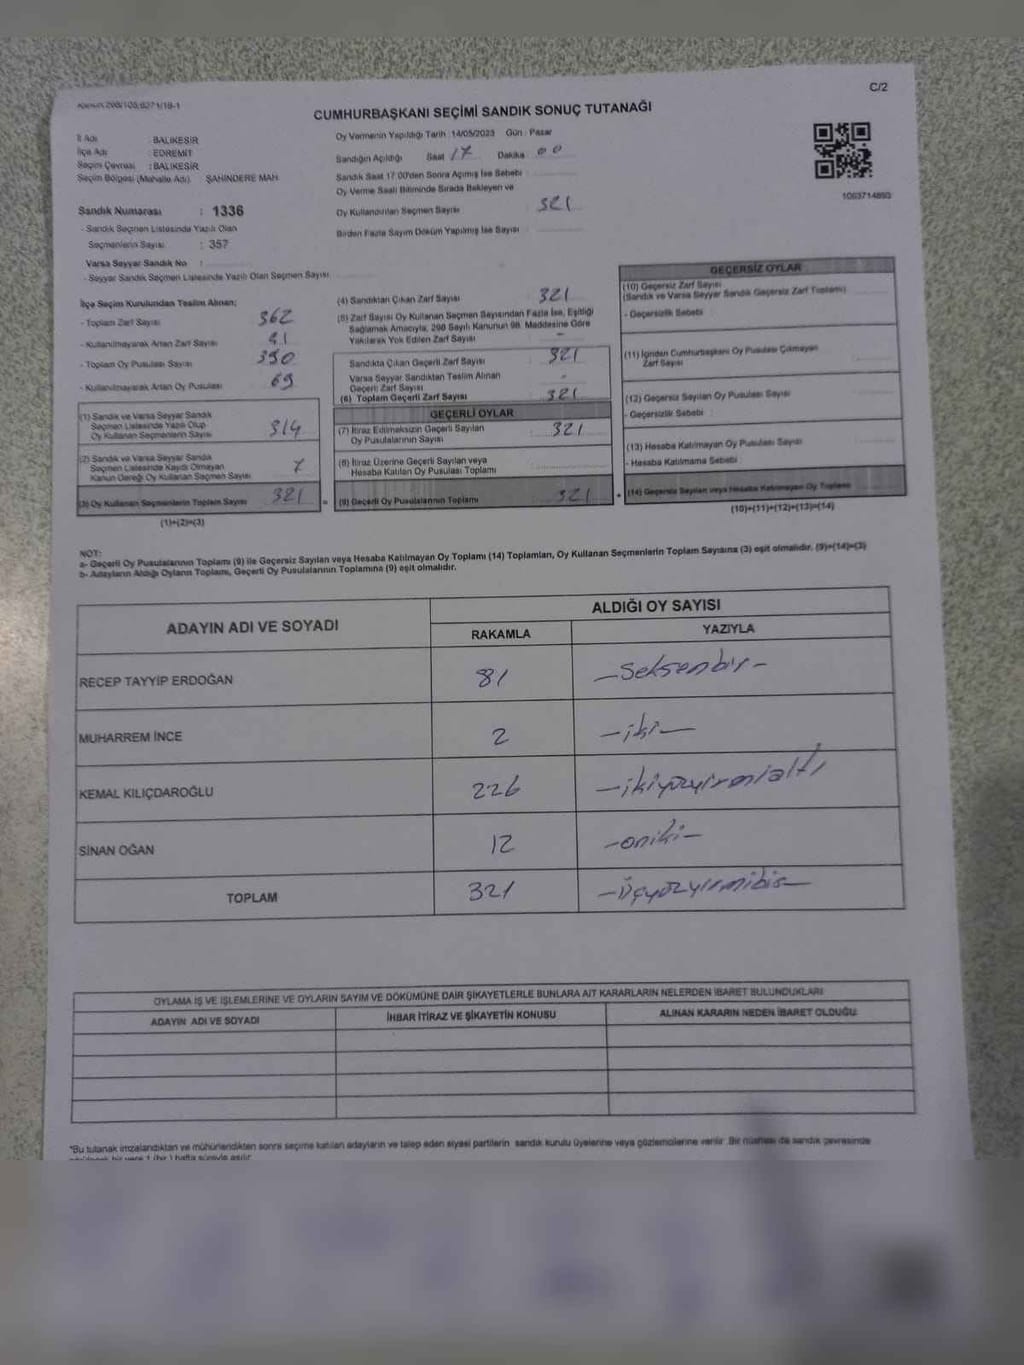 C/2
CUMHURBAŞKANI SEÇİMİ SANDIK SONUÇ TUTANAĞI
İl Adı : BALIKESİR
İlçe Adı : EDREMİT
Seçim Çevresi : BALIKESİR
Seçim Bölgesi (Mahalle Adı) ŞAHİNDERE MAH.
Sandık Numarası : 1336
- Sandık Seçmen Listesinde Yazılı Olan
Seçmenlerin Sayısı : 357
Varsa Seyyar Sandık No :
- Seyyar Sandık Seçmen Listesinde Yazılı Olan Seçmen Sayısı
Oy Vermenin Yapıldığı Tarih : 14/05/2023 Gün : Pazar
Sandığın Açıldığı Saat 17 Dakika 00
Sandık Saat 17:00'den Sonra Açılmış İse Sebebi
Oy Verme Saati Bitiminde Sırada Bekleyen ve
Oy Kullandırılan Seçmen Sayısı 321
Birden Fazla Sayım Döküm Yapılmış İse Sayısı
1063714893
İlçe Seçim Kurulundan Teslim Alınan;
- Toplam Zarf Sayısı 362
- Kullanılmayarak Artan Zarf Sayısı 41
- Toplam Oy Pusulası Sayısı 390
- Kullanılmayarak Artan Oy Pusulası 69
(1) Sandık ve Varsa Seyyar Sandık
Seçmen Listesinde Yazılı Olup
Oy Kullanan Seçmenlerin Sayısı 314
(2) Sandık ve Varsa Seyyar Sandık
Seçmen Listesinde Kaydı Olmayan
Kanun Gereği Oy Kullanan Seçmen Sayısı 7
(3) Oy Kullanan Seçmenlerin Toplam Sayısı 321
(1)+(2)=(3)
(4) Sandıktan Çıkan Zarf Sayısı 321
(5) Zarf Sayısı Oy Kullanan Seçmen Sayısından Fazla İse, Eşitliği
Sağlamak Amacıyla, 298 Sayılı Kanunun 98. Maddesine Göre
Yakılarak Yok Edilen Zarf Sayısı -
Sandıkta Çıkan Geçerli Zarf Sayısı 321
Varsa Seyyar Sandıktan Teslim Alınan
Geçerli Zarf Sayısı -
(6) Toplam Geçerli Zarf Sayısı 321
GEÇERLİ OYLAR
(7) İtiraz Edilmeksizin Geçerli Sayılan
Oy Pusulalarının Sayısı 321
(8) İtiraz Üzerine Geçerli Sayılan veya
Hesaba Katılan Oy Pusulası Toplamı
(9) Geçerli Oy Pusulalarının Toplamı 321
GEÇERSİZ OYLAR
(10) Geçersiz Zarf Sayısı
(Sandık ve Varsa Seyyar Sandık Geçersiz Zarf Toplamı)
- Geçersizlik Sebebi
(11) İçinden Cumhurbaşkanı Oy Pusulası Çıkmayan
Zarf Sayısı
(12) Geçersiz Sayılan Oy Pusulası Sayısı
- Geçersizlik Sebebi
(13) Hesaba Katılmayan Oy Pusulası Sayısı
- Hesaba Katılmama Sebebi
(14) Geçersiz Sayılan veya Hesaba Katılmayan Oy Toplamı
(10)+(11)+(12)+(13)=(14)
NOT:
a- Geçerli Oy Pusulalarının Toplamı (9) ile Geçersiz Sayılan veya Hesaba Katılmayan Oy Toplamı (14) Toplamları, Oy Kullanan Seçmenlerin Toplam Sayısına (3) eşit olmalıdır. (9)+(14)=(3)
b- Adayların Aldığı Oyların Toplamı, Geçerli Oy Pusulalarının Toplamına (9) eşit olmalıdır.
ADAYIN ADI VE SOYADI
ALDIĞI OY SAYISI
RAKAMLA YAZIYLA
RECEP TAYYİP ERDOĞAN 81 -seksenbir-
MUHARREM İNCE 2 -iki-
KEMAL KILIÇDAROĞLU 226 -ikiyüzyirmialtı
SİNAN OĞAN 12 -oniki-
TOPLAM 321 -üçyüzyirmibir-
OYLAMA İŞ VE İŞLEMLERİNE VE OYLARIN SAYIM VE DÖKÜMÜNE DAİR ŞİKAYETLERLE BUNLARA AİT KARARLARIN NELERDEN İBARET BULUNDUKLARI
ADAYIN ADI VE SOYADI İHBAR İTİRAZ VE ŞİKAYETİN KONUSU ALINAN KARARIN NEDEN İBARET OLDUĞU
*Bu tutanak imzalandıktan ve mühürlendikten sonra seçime katılan adayların ve talep eden siyasi partilerin sandık kurulu üyelerine veya gözlemcilerine verilir. Bir nüshası da sandık çevresinde